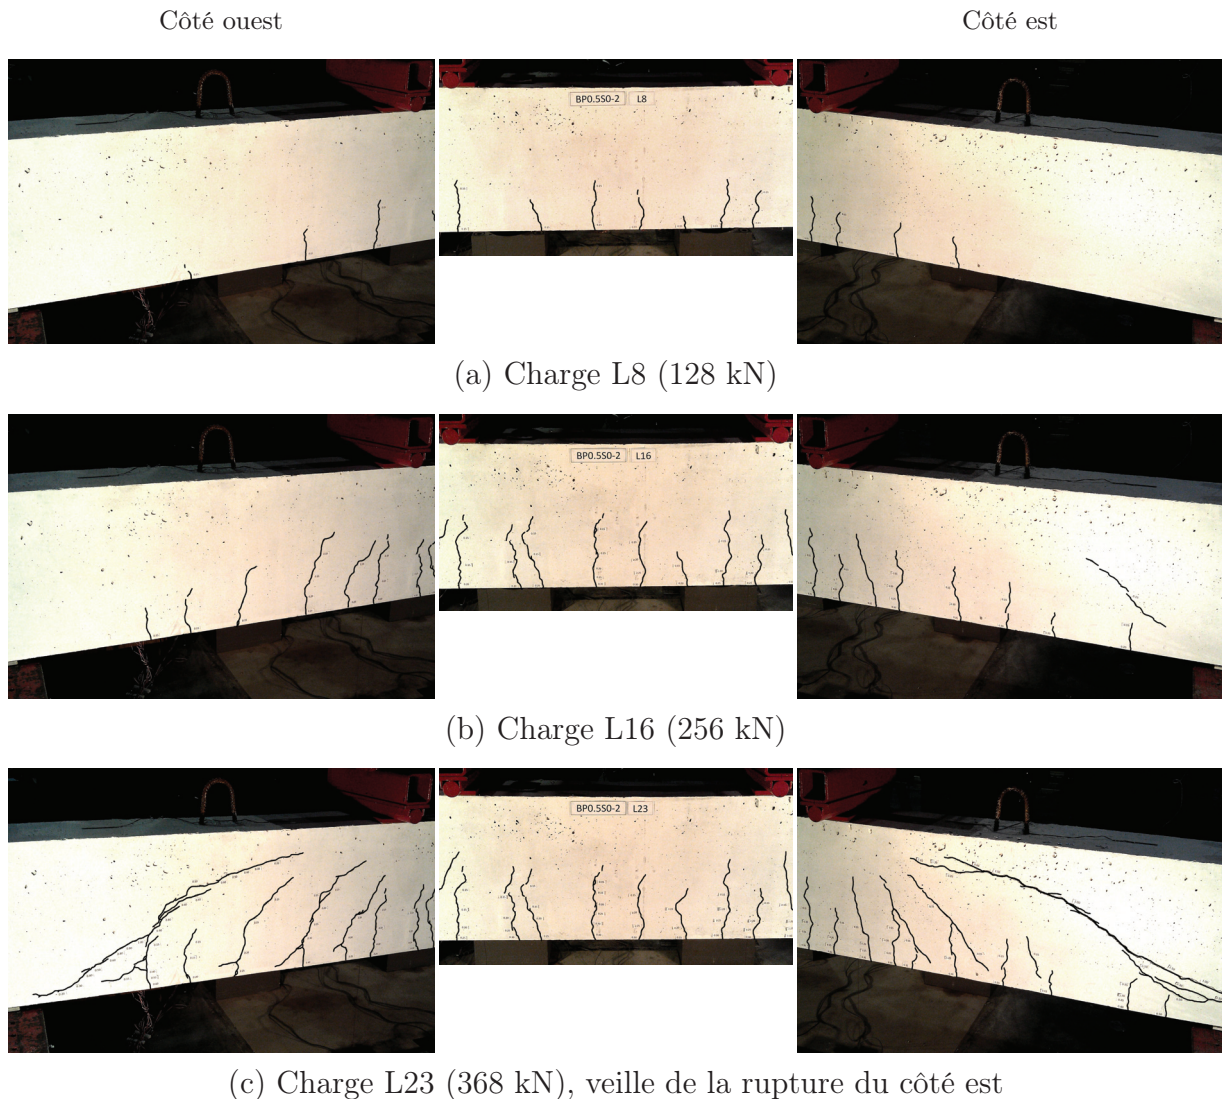 Côté ouest
Côté est
BP0.5S0-2 L8
(a) Charge L8 (128 kN)
BP0.5S0-2 L16
(b) Charge L16 (256 kN)
BP0.5S0-2 L23
(c) Charge L23 (368 kN), veille de la rupture du côté est